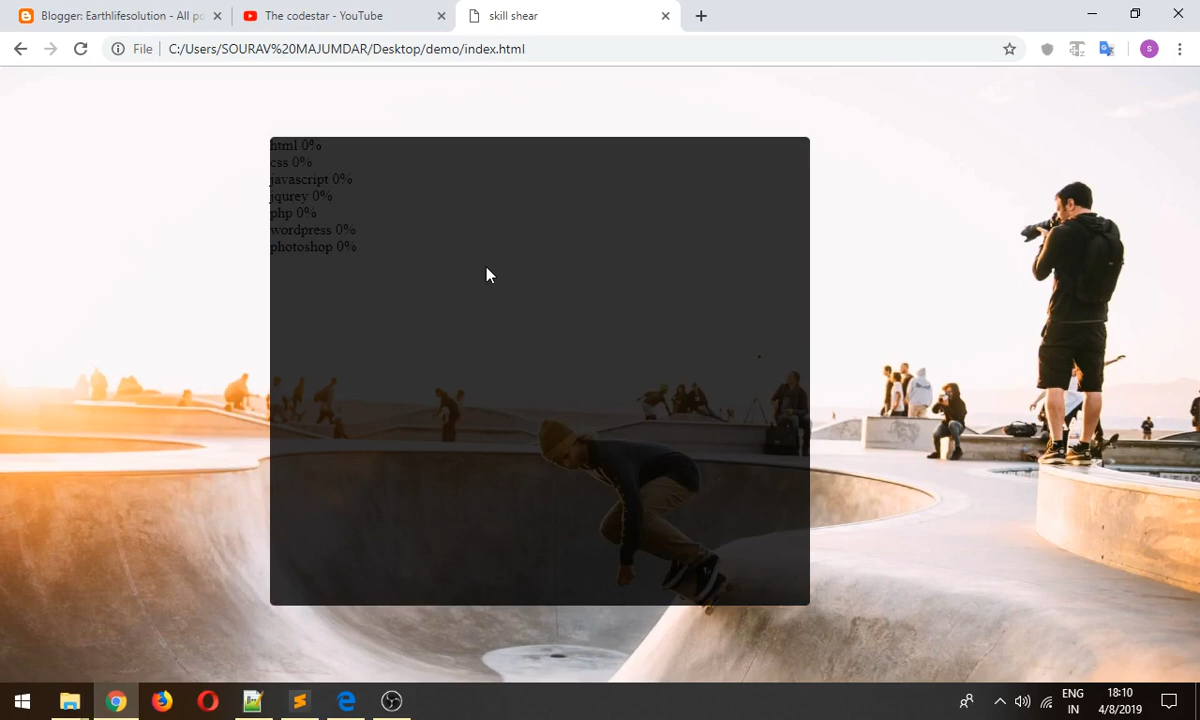 Blogger: Earthlifesolution - All po
The codestar - YouTube
skill shear
File
C:/Users/SOURAV%20MAJUMDAR/Desktop/demo/index.html
S
html 0%
css 0%
javascript 0%
jqurey 0%
php 0%
wordpress 0%
photoshop 0%
ENG
IN
18:10
4/8/2019